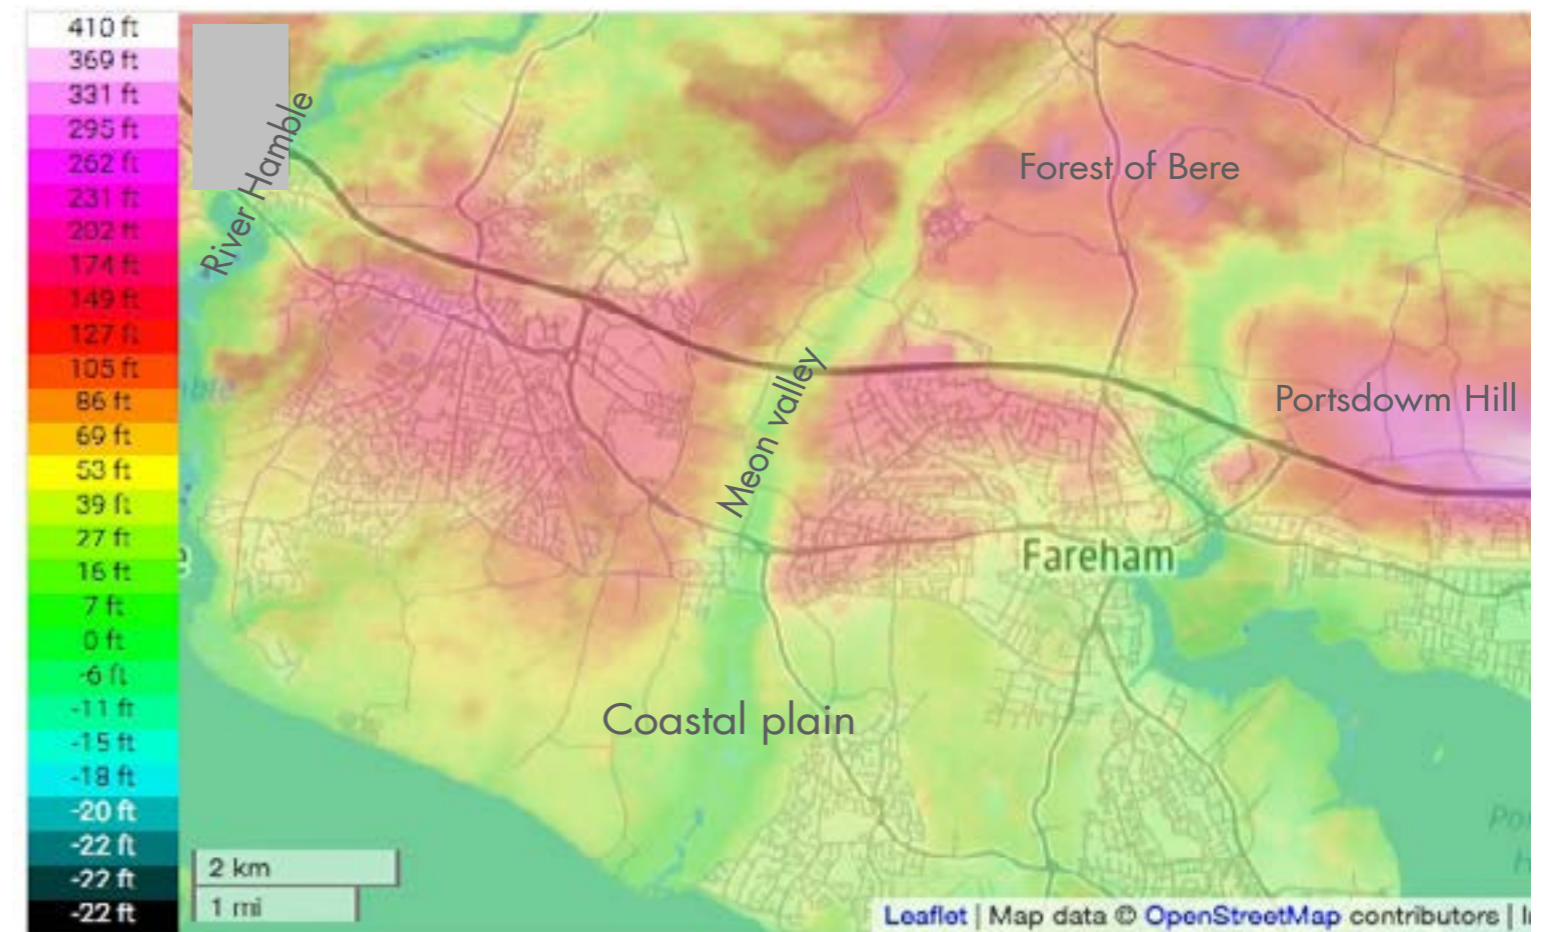 410 ft
369 ft
331 ft
295 ft
262 ft
231 ft
202 ft
174 ft
149 ft
127 ft
105 ft
86 ft
69 ft
53 ft
39 ft
27 ft
16 ft
7 ft
0 ft
-6 ft
-11 ft
-15 ft
-18 ft
-20 ft
-22 ft
-22 ft
-22 ft
River Hamble
Forest of Bere
Meon valley
Portsdowm Hill
Fareham
Coastal plain
2 km
1 mi
Leaflet | Map data © OpenStreetMap contributors |